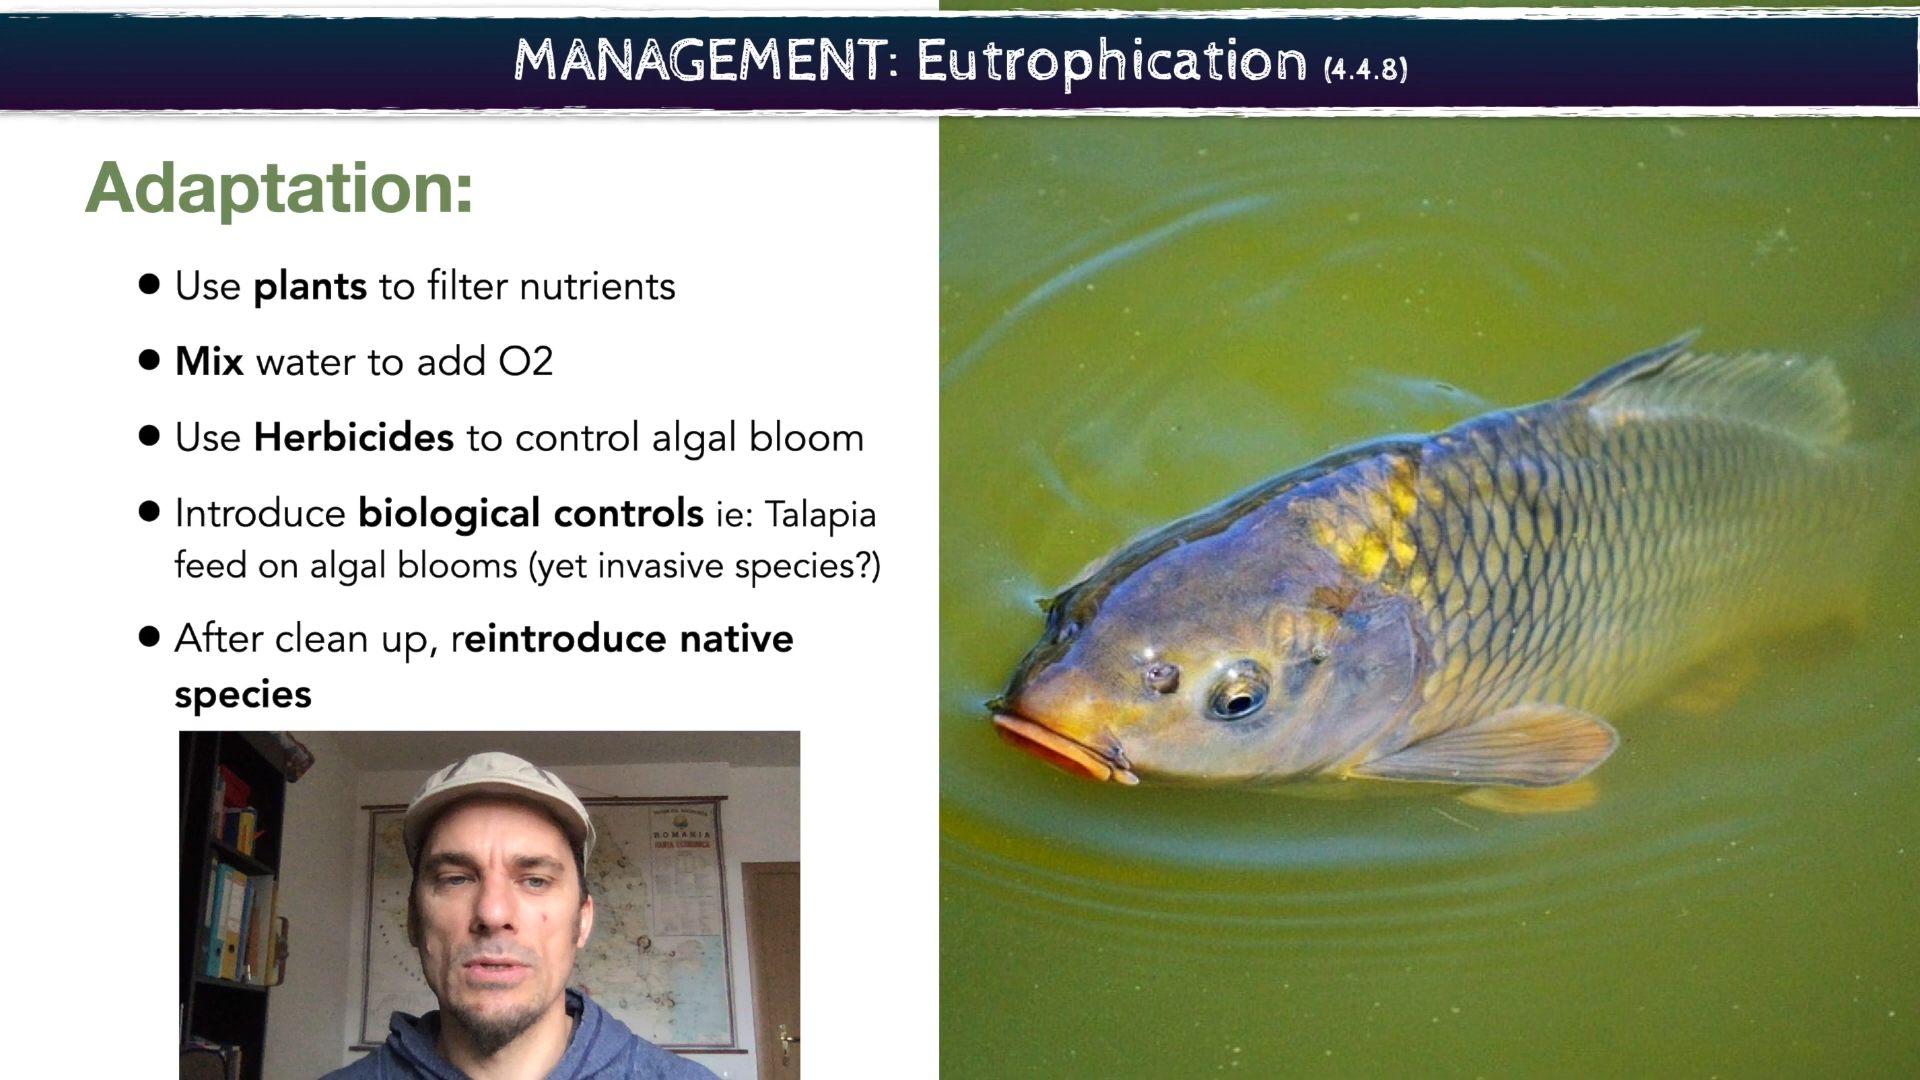 MANAGEMENT: Eutrophication (4.4.8)
Adaptation:
● Use plants to filter nutrients
● Mix water to add O2
● Use Herbicides to control algal bloom
● Introduce biological controls ie: Talapia
feed on algal blooms (yet invasive species?)
● After clean up, reintroduce native
species
ROMANIA